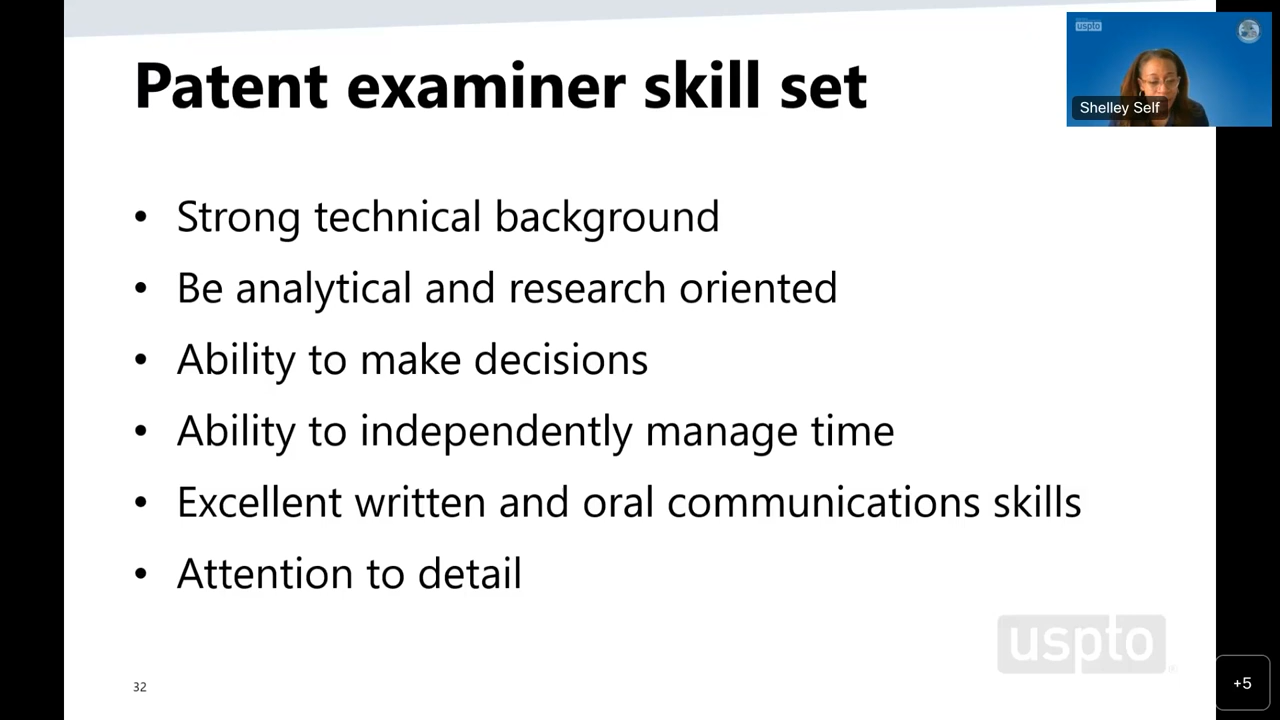 Patent examiner skill set
uspto
Shelley Self
• Strong technical background
• Be analytical and research oriented
• Ability to make decisions
• Ability to independently manage time
• Excellent written and oral communications skills
• Attention to detail
uspto
32
+5